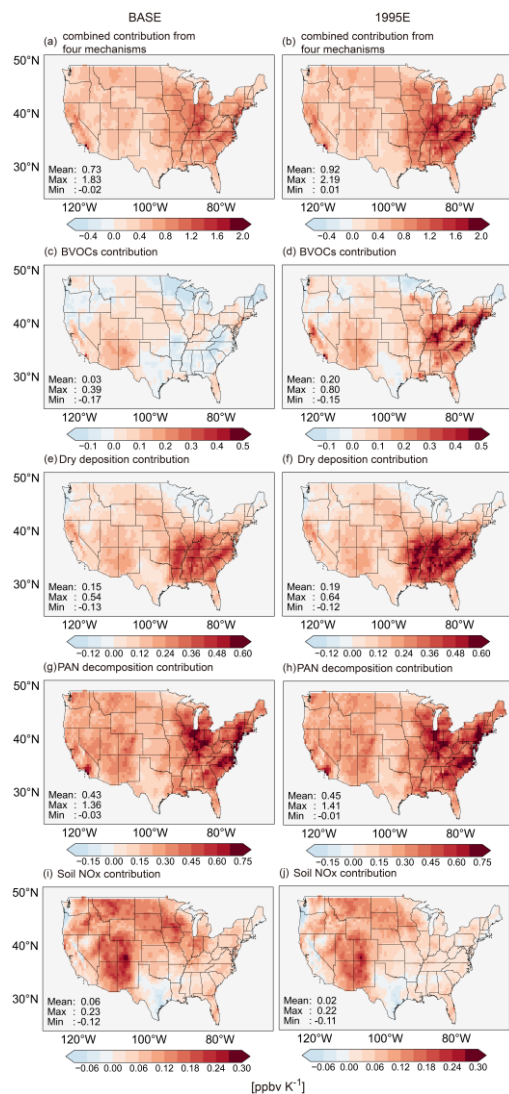 BASE 1995E
(a) combined contribution from four mechanisms
(b) combined contribution from four mechanisms
50°N
40°N
30°N
Mean: 0.73
Max : 1.83
Min :-0.02
Mean: 0.92
Max : 2.19
Min : 0.01
120°W 100°W 80°W 120°W 100°W 80°W
−0.4 0.0 0.4 0.8 1.2 1.6 2.0 −0.4 0.0 0.4 0.8 1.2 1.6 2.0
(c) BVOCs contribution (d) BVOCs contribution
50°N
40°N
30°N
Mean: 0.03
Max : 0.39
Min :-0.17
Mean: 0.20
Max : 0.80
Min :-0.15
120°W 100°W 80°W 120°W 100°W 80°W
−0.1 0.0 0.1 0.2 0.3 0.4 0.5 −0.1 0.0 0.1 0.2 0.3 0.4 0.5
(e) Dry deposition contribution (f) Dry deposition contribution
50°N
40°N
30°N
Mean: 0.15
Max : 0.54
Min :-0.13
Mean: 0.19
Max : 0.64
Min :-0.12
120°W 100°W 80°W 120°W 100°W 80°W
−0.12 0.00 0.12 0.24 0.36 0.48 0.60 −0.12 0.00 0.12 0.24 0.36 0.48 0.60
(g) PAN decomposition contribution (h) PAN decomposition contribution
50°N
40°N
30°N
Mean: 0.43
Max : 1.36
Min :-0.03
Mean: 0.45
Max : 1.41
Min :-0.01
120°W 100°W 80°W 120°W 100°W 80°W
−0.15 0.00 0.15 0.30 0.45 0.60 0.75 −0.15 0.00 0.15 0.30 0.45 0.60 0.75
(i) Soil NOx contribution (j) Soil NOx contribution
50°N
40°N
30°N
Mean: 0.06
Max : 0.23
Min :-0.12
Mean: 0.02
Max : 0.22
Min :-0.11
120°W 100°W 80°W 120°W 100°W 80°W
−0.06 0.00 0.06 0.12 0.18 0.24 0.30 −0.06 0.00 0.06 0.12 0.18 0.24 0.30
[ppbv K⁻¹]